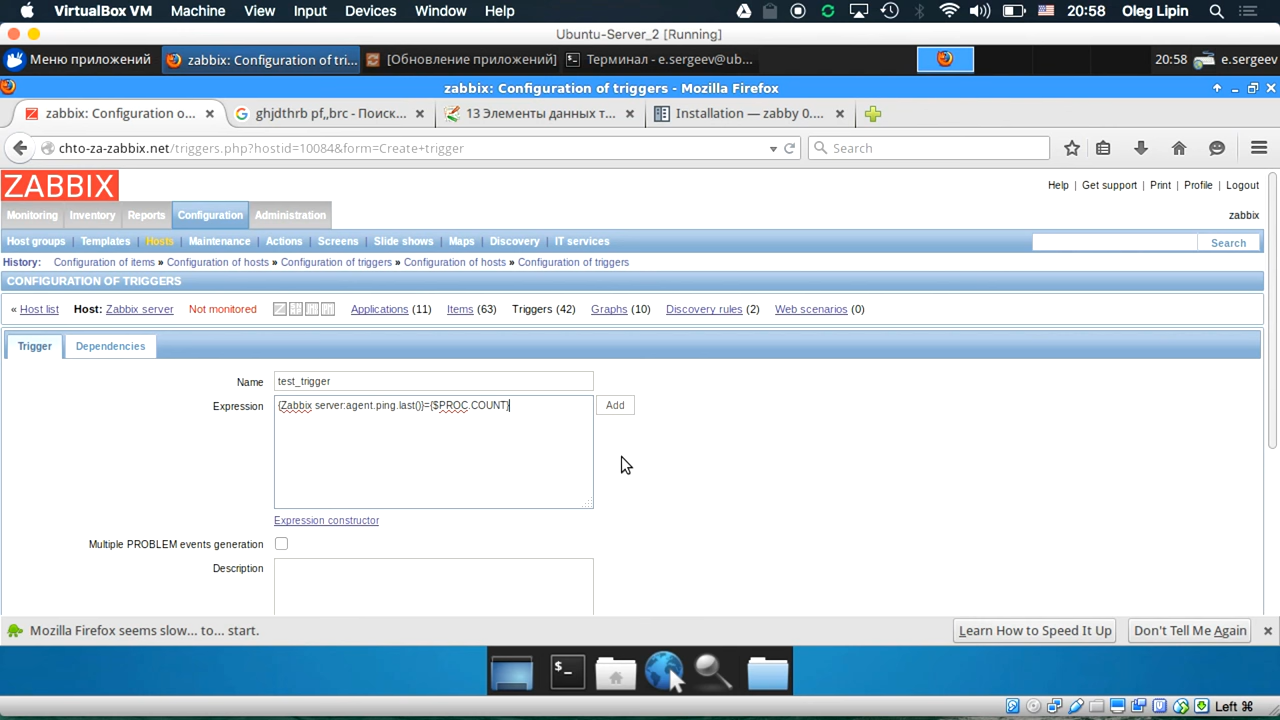 VirtualBox VM Machine View Input Devices Window Help 20:58 Oleg Lipin
Ubuntu-Server_2 [Running]
Меню приложений zabbix: Configuration of tri... [Обновление приложений] Терминал - e.sergeev@ub... 20:58 e.sergeev
zabbix: Configuration of triggers - Mozilla Firefox
zabbix: Configuration o... ghjdthrb pf,,brc - Поиск... 13 Элементы данных т... Installation — zabby 0....
chto-za-zabbix.net/triggers.php?hostid=10084&form=Create+trigger Search
ZABBIX Help | Get support | Print | Profile | Logout
Monitoring Inventory Reports Configuration Administration zabbix
Host groups | Templates | Hosts | Maintenance | Actions | Screens | Slide shows | Maps | Discovery | IT services Search
History: Configuration of items » Configuration of hosts » Configuration of triggers » Configuration of hosts » Configuration of triggers
CONFIGURATION OF TRIGGERS
« Host list Host: Zabbix server Not monitored Applications (11) Items (63) Triggers (42) Graphs (10) Discovery rules (2) Web scenarios (0)
Trigger Dependencies
Name test_trigger
Expression {Zabbix server:agent.ping.last()}={$PROC.COUNT} Add
Expression constructor
Multiple PROBLEM events generation
Description
Mozilla Firefox seems slow... to... start. Learn How to Speed It Up Don't Tell Me Again
Left ⌘